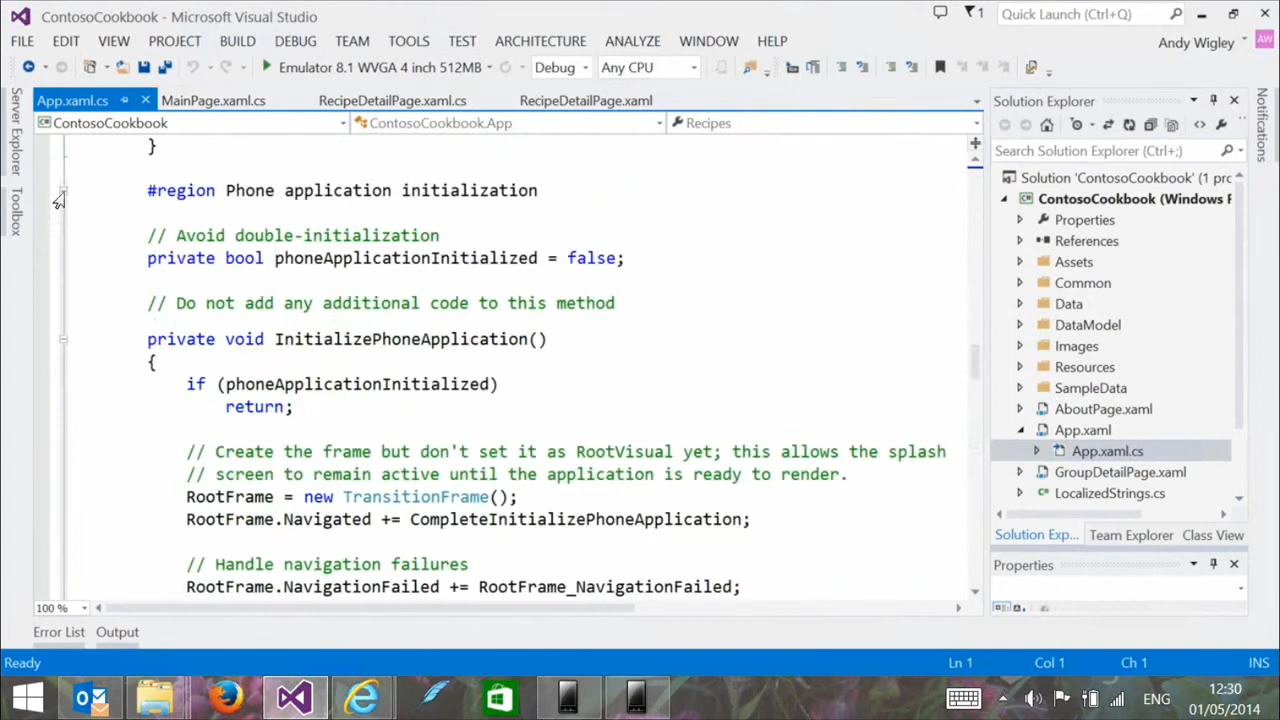 ContosoCookbook - Microsoft Visual Studio
1
Quick Launch (Ctrl+Q)
FILE EDIT VIEW PROJECT BUILD DEBUG TEAM TOOLS TEST ARCHITECTURE ANALYZE WINDOW HELP
Andy Wigley
AW
Emulator 8.1 WVGA 4 inch 512MB
Debug
Any CPU
Server Explorer
Toolbox
App.xaml.cs
MainPage.xaml.cs
RecipeDetailPage.xaml.cs
RecipeDetailPage.xaml
ContosoCookbook
ContosoCookbook.App
Recipes
}
#region Phone application initialization
// Avoid double-initialization
private bool phoneApplicationInitialized = false;
// Do not add any additional code to this method
private void InitializePhoneApplication()
{
if (phoneApplicationInitialized)
return;
// Create the frame but don't set it as RootVisual yet; this allows the splash
// screen to remain active until the application is ready to render.
RootFrame = new TransitionFrame();
RootFrame.Navigated += CompleteInitializePhoneApplication;
// Handle navigation failures
RootFrame.NavigationFailed += RootFrame_NavigationFailed;
100 %
Solution Explorer
Search Solution Explorer (Ctrl+;)
Solution 'ContosoCookbook' (1 prc
ContosoCookbook (Windows P
Properties
References
Assets
Common
Data
DataModel
Images
Resources
SampleData
AboutPage.xaml
App.xaml
App.xaml.cs
GroupDetailPage.xaml
LocalizedStrings.cs
Solution Exp... Team Explorer Class View
Properties
Notifications
Error List Output
Ready
Ln 1 Col 1 Ch 1 INS
ENG
12:30
01/05/2014